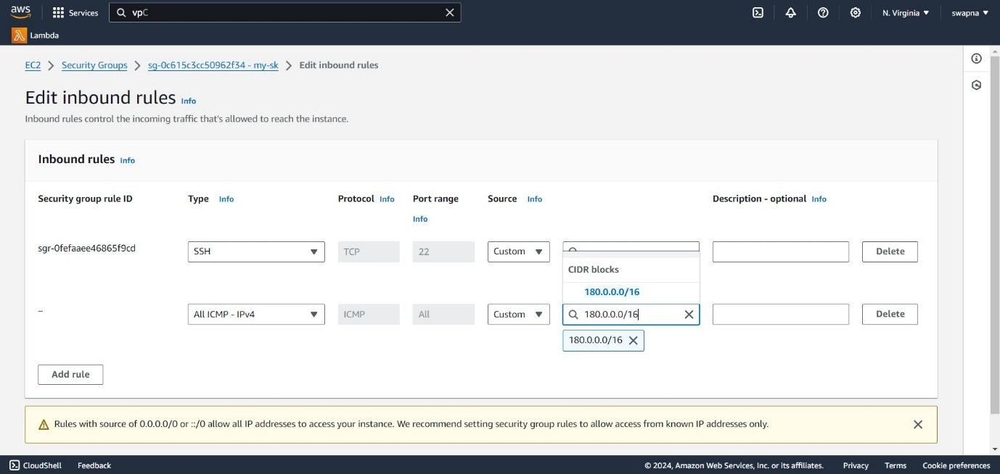 aws Services vpC N. Virginia swapna
Lambda
EC2 Security Groups sg-0c615c3cc50962f34 - my-sk Edit inbound rules
Edit inbound rules Info
Inbound rules control the incoming traffic that's allowed to reach the instance.
Inbound rules Info
Security group rule ID Type Info Protocol Info Port range Source Info Description - optional Info
Info
sgr-0fefaaee46865f9cd SSH TCP 22 Custom Delete
CIDR blocks
180.0.0.0/16
– All ICMP - IPv4 ICMP All Custom 180.0.0.0/16 Delete
180.0.0.0/16
Add rule
Rules with source of 0.0.0.0/0 or ::/0 allow all IP addresses to access your instance. We recommend setting security group rules to allow access from known IP addresses only.
CloudShell Feedback © 2024, Amazon Web Services, Inc. or its affiliates. Privacy Terms Cookie preferences